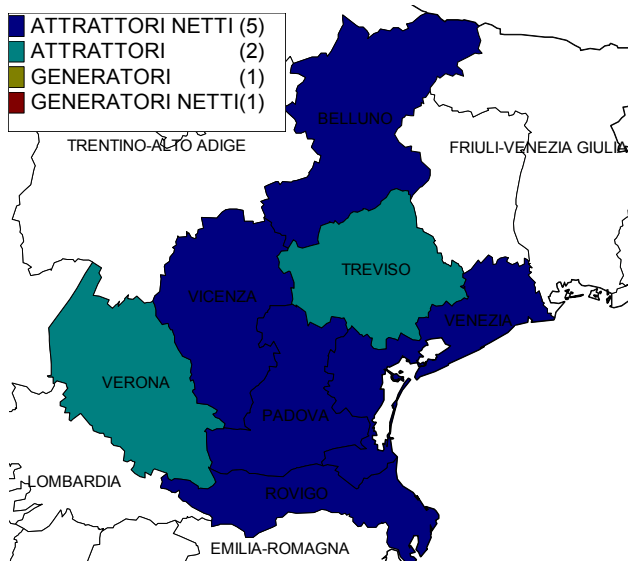 ATTRATTORI NETTI (5)
ATTRATTORI (2)
GENERATORI (1)
GENERATORI NETTI(1)
BELLUNO
TRENTINO-ALTO ADIGE
FRIULI-VENEZIA GIULIA
TREVISO
VICENZA
VENEZIA
VERONA
PADOVA
LOMBARDIA
ROVIGO
EMILIA-ROMAGNA